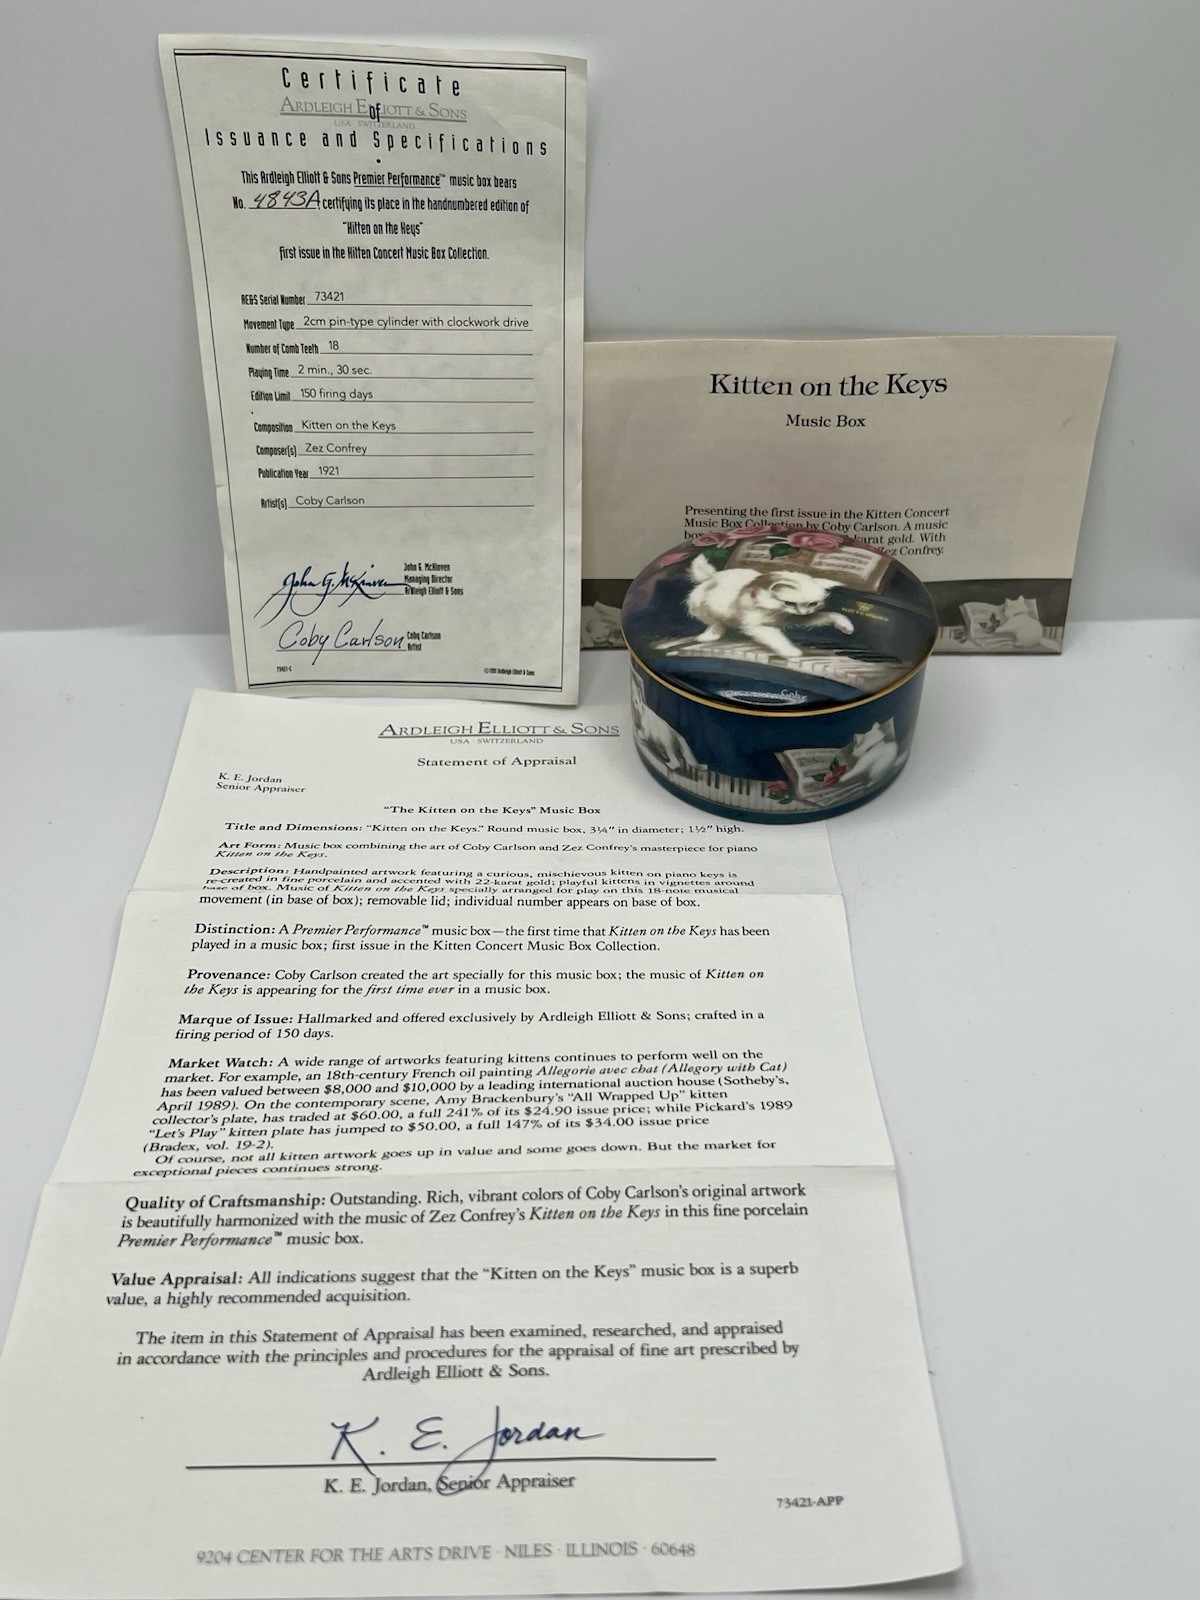 Certificate
ARDLEIGH ELLIOTT & SONS
of
USA · SWITZERLAND
Issuance and Specifications
This Ardleigh Elliott & Sons Premier Performance™ music box bears
No. 4843A certifying its place in the handnumbered edition of
"Kitten on the Keys"
First issue in the Kitten Concert Music Box Collection.
AE&S Serial Number 73421
Movement Type 2cm pin-type cylinder with clockwork drive
Number of Comb Teeth 18
Playing Time 2 min., 30 sec.
Edition Limit 150 firing days
Composition Kitten on the Keys
Composer(s) Zez Confrey
Publication Year 1921
Artist(s) Coby Carlson
John G. McKinven
John G. McKinven
Managing Director
Ardleigh Elliott & Sons
Coby Carlson
Coby Carlson
Artist
73421-C
Ardleigh Elliott & Sons
Kitten on the Keys
Music Box
Presenting the first issue in the Kitten Concert
Music Box Collection by Coby Carlson. A music
box karat gold. With
Zez Confrey.
Coby
ARDLEIGH ELLIOTT & SONS
USA · SWITZERLAND
Statement of Appraisal
K. E. Jordan
Senior Appraiser
"The Kitten on the Keys" Music Box
Title and Dimensions: "Kitten on the Keys." Round music box, 3¼" in diameter; 1½" high.
Art Form: Music box combining the art of Coby Carlson and Zez Confrey's masterpiece for piano
Kitten on the Keys.
Description: Handpainted artwork featuring a curious, mischievous kitten on piano keys is
re-created in fine porcelain and accented with 22-karat gold; playful kittens in vignettes around
base of box. Music of Kitten on the Keys specially arranged for play on this 18-note musical
movement (in base of box); removable lid; individual number appears on base of box.
Distinction: A Premier Performance™ music box—the first time that Kitten on the Keys has been
played in a music box; first issue in the Kitten Concert Music Box Collection.
Provenance: Coby Carlson created the art specially for this music box; the music of Kitten on
the Keys is appearing for the first time ever in a music box.
Marque of Issue: Hallmarked and offered exclusively by Ardleigh Elliott & Sons; crafted in a
firing period of 150 days.
Market Watch: A wide range of artworks featuring kittens continues to perform well on the
market. For example, an 18th-century French oil painting Allegorie avec chat (Allegory with Cat)
has been valued between $8,000 and $10,000 by a leading international auction house (Sotheby's,
April 1989). On the contemporary scene, Amy Brackenbury's "All Wrapped Up" kitten
collector's plate, has traded at $60.00, a full 241% of its $24.90 issue price; while Pickard's 1989
"Let's Play" kitten plate has jumped to $50.00, a full 147% of its $34.00 issue price
(Bradex, vol. 19-2).
Of course, not all kitten artwork goes up in value and some goes down. But the market for
exceptional pieces continues strong.
Quality of Craftsmanship: Outstanding. Rich, vibrant colors of Coby Carlson's original artwork
is beautifully harmonized with the music of Zez Confrey's Kitten on the Keys in this fine porcelain
Premier Performance™ music box.
Value Appraisal: All indications suggest that the "Kitten on the Keys" music box is a superb
value, a highly recommended acquisition.
The item in this Statement of Appraisal has been examined, researched, and appraised
in accordance with the principles and procedures for the appraisal of fine art prescribed by
Ardleigh Elliott & Sons.
K. E. Jordan
K. E. Jordan, Senior Appraiser
73421-APP
9204 CENTER FOR THE ARTS DRIVE · NILES · ILLINOIS · 60648